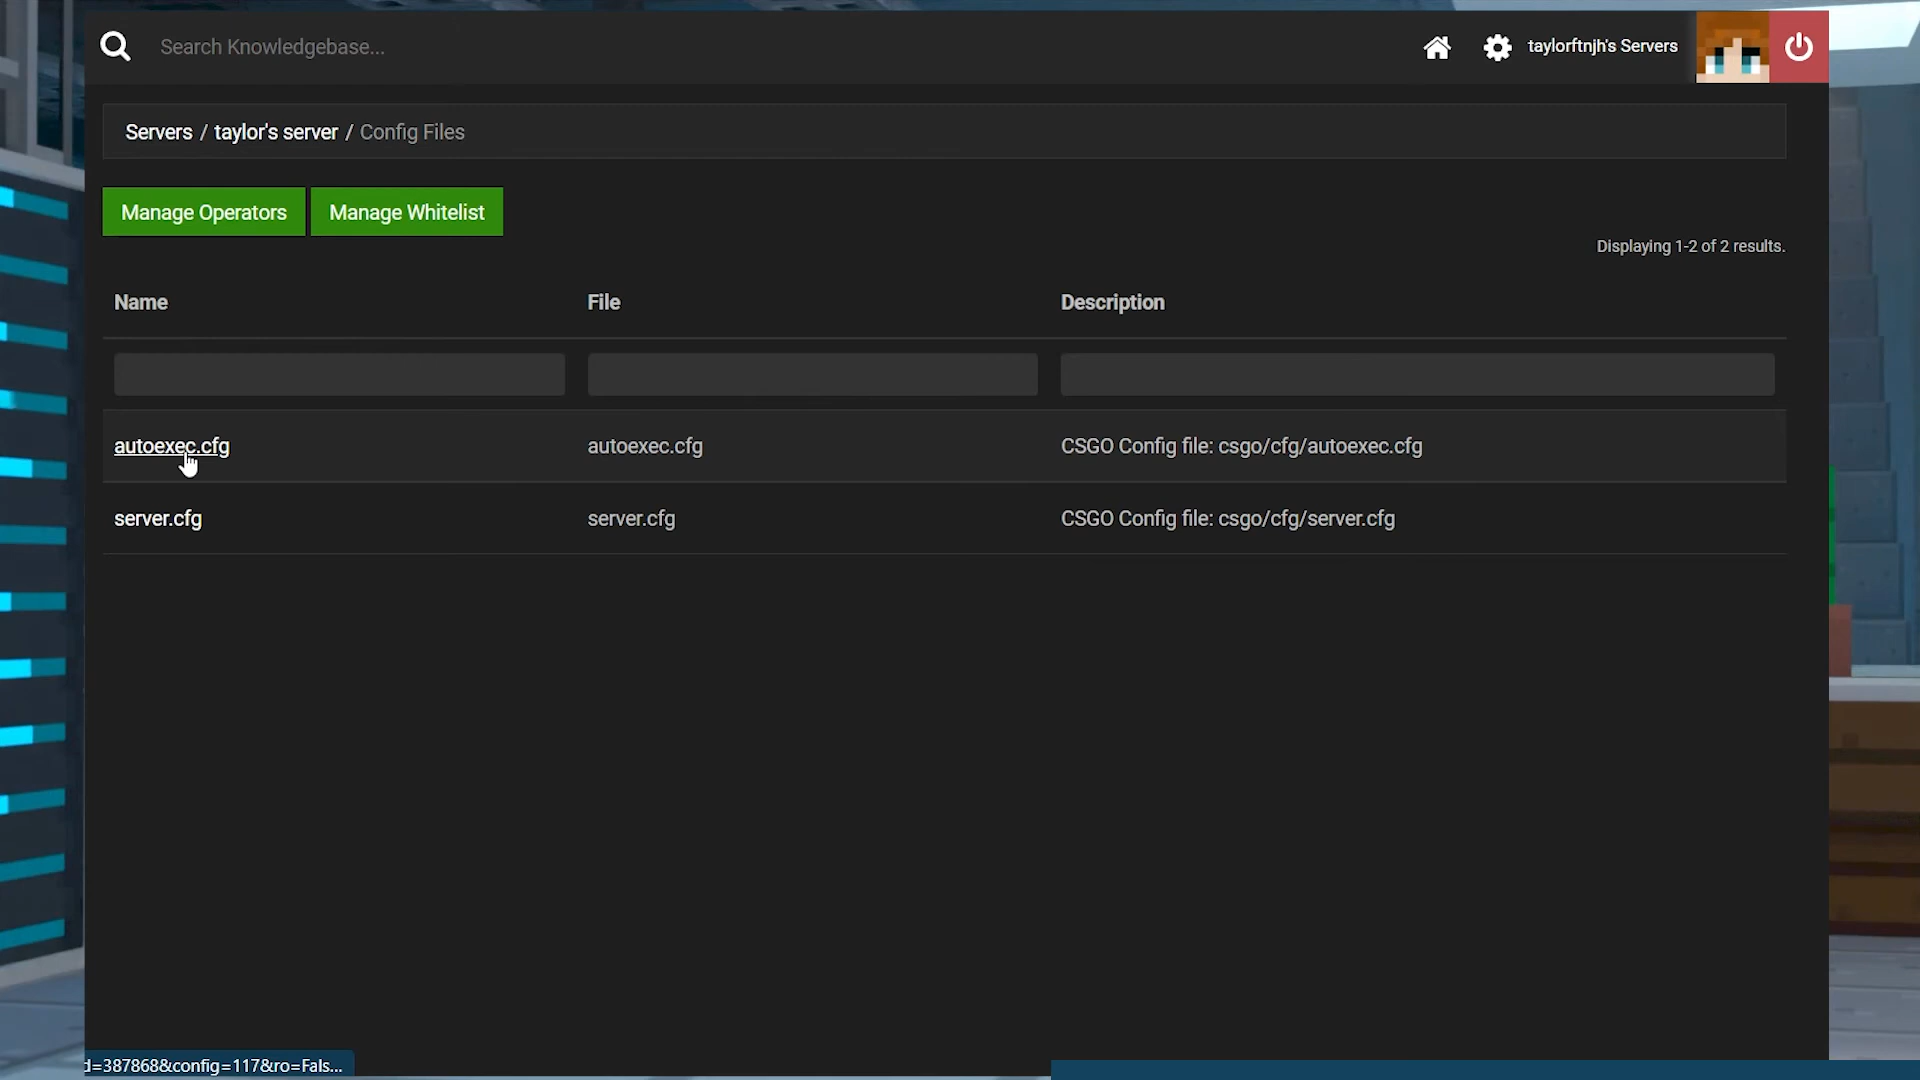 Search Knowledgebase...
taylorftnjh's Servers
Servers / taylor's server / Config Files
Manage Operators
Manage Whitelist
Displaying 1-2 of 2 results.
Name File Description
autoexec.cfg autoexec.cfg CSGO Config file: csgo/cfg/autoexec.cfg
server.cfg server.cfg CSGO Config file: csgo/cfg/server.cfg
d=387868&config=117&ro=Fals...